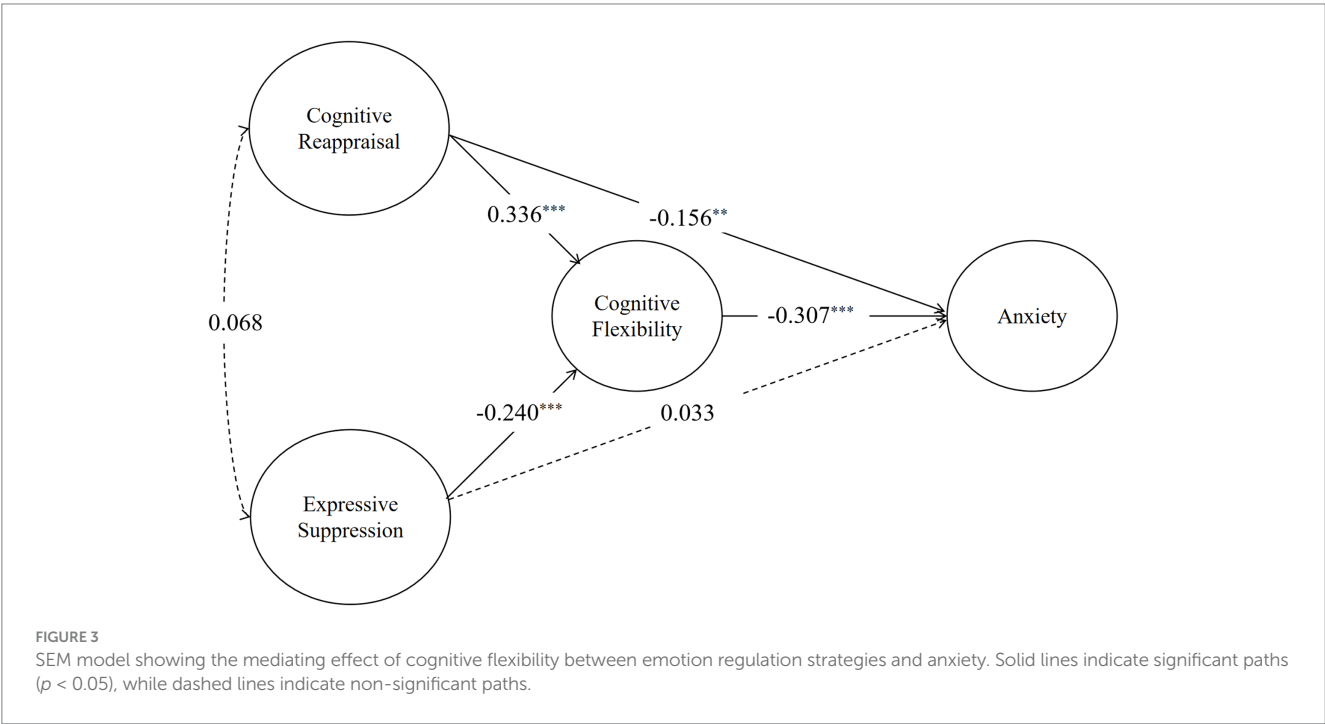 Cognitive
Reappraisal
0.336***
-0.156**
Cognitive
Flexibility
-0.307***
Anxiety
0.068
-0.240***
0.033
Expressive
Suppression
FIGURE 3
SEM model showing the mediating effect of cognitive flexibility between emotion regulation strategies and anxiety. Solid lines indicate significant paths
(p < 0.05), while dashed lines indicate non-significant paths.